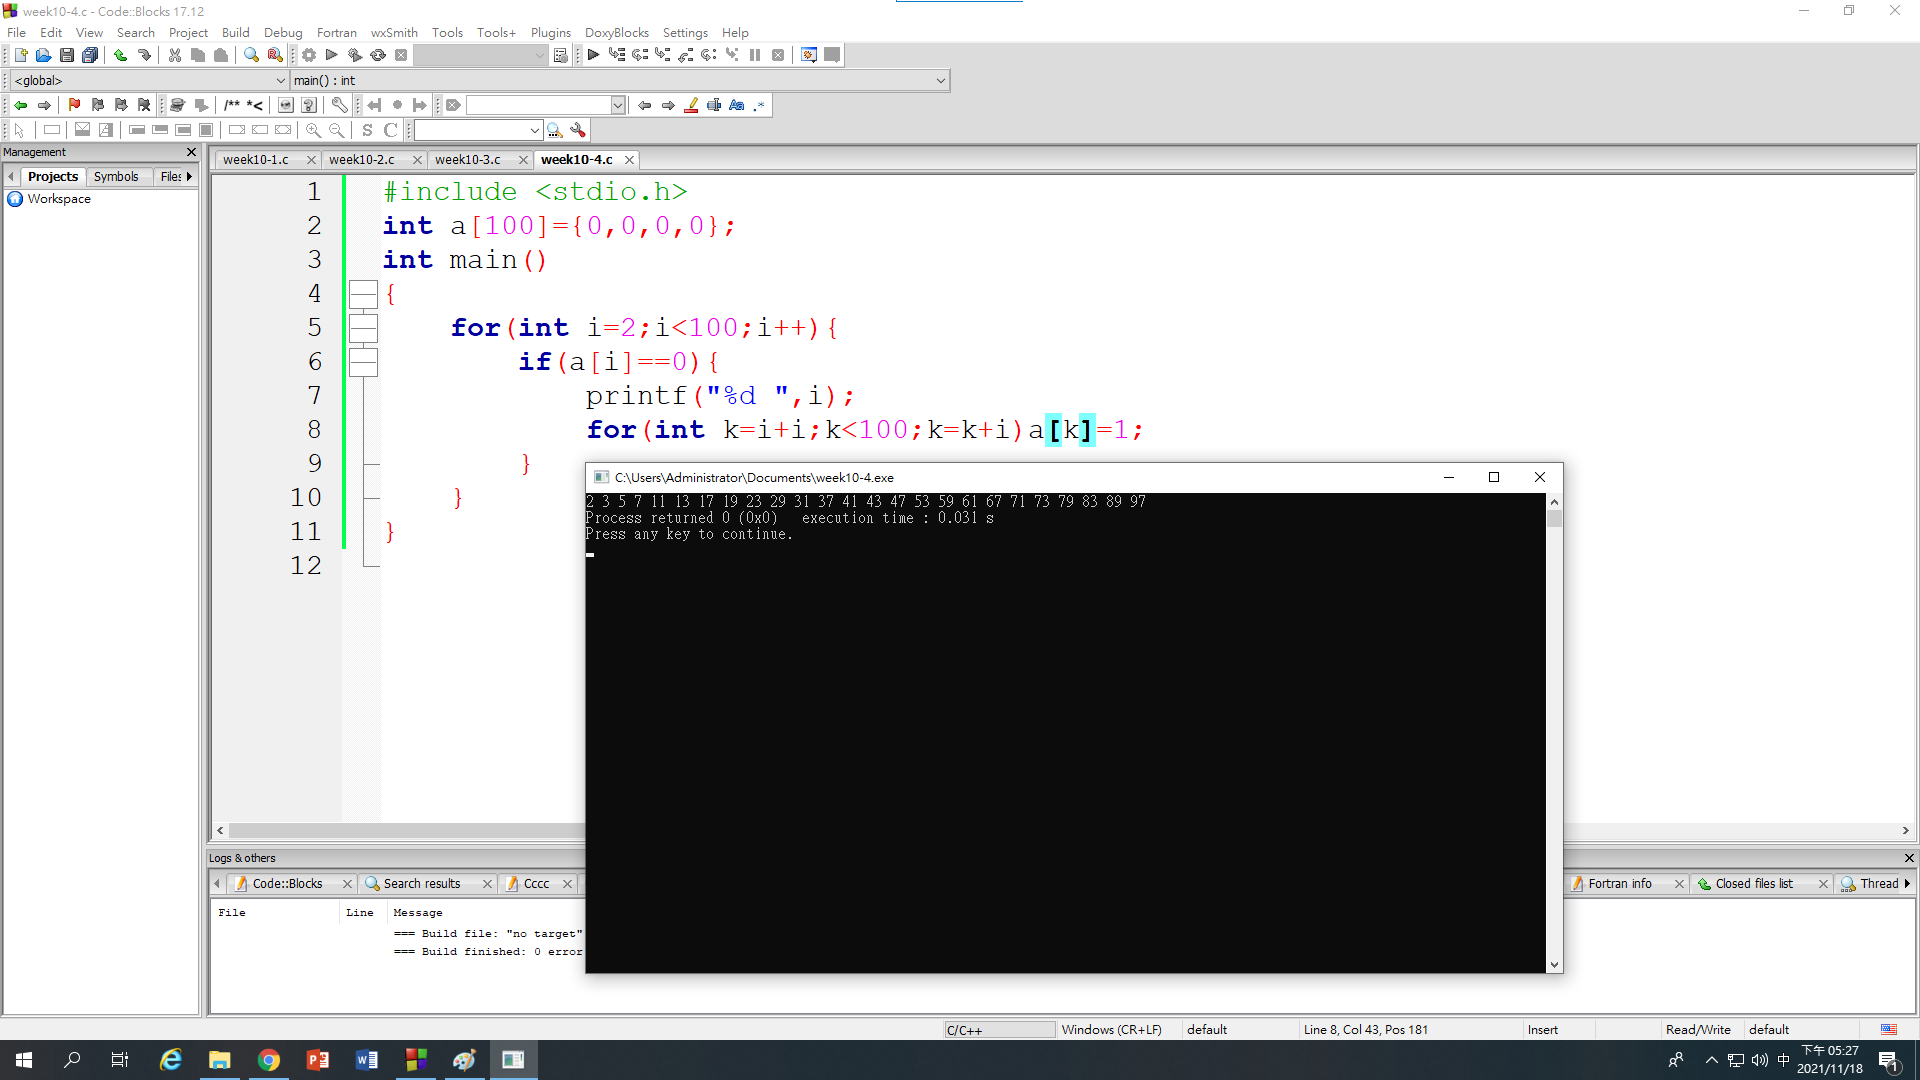 week10-4.c - Code::Blocks 17.12
File Edit View Search Project Build Debug Fortran wxSmith Tools Tools+ Plugins DoxyBlocks Settings Help
<global> main() : int
/** *<
S C
Management
Projects Symbols Files
Workspace
week10-1.c week10-2.c week10-3.c week10-4.c
1 #include <stdio.h>
2 int a[100]={0,0,0,0};
3 int main()
4 {
5 for(int i=2;i<100;i++){
6 if(a[i]==0){
7 printf("%d ",i);
8 for(int k=i+i;k<100;k=k+i)a[k]=1;
9 }
10 }
11 }
12
C:\Users\Administrator\Documents\week10-4.exe
2 3 5 7 11 13 17 19 23 29 31 37 41 43 47 53 59 61 67 71 73 79 83 89 97
Process returned 0 (0x0) execution time : 0.031 s
Press any key to continue.
Logs & others
Code::Blocks Search results Cccc Fortran info Closed files list Thread
File Line Message
=== Build file: "no target"
=== Build finished: 0 error
C/C++ Windows (CR+LF) default Line 8, Col 43, Pos 181 Insert Read/Write default
中 下午 05:27
2021/11/18
1